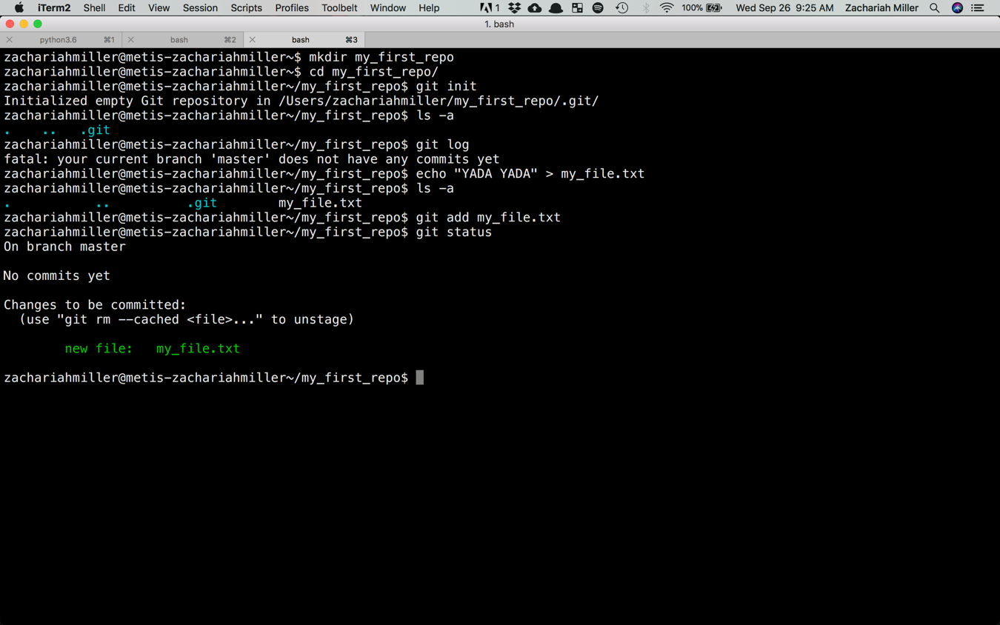 iTerm2 Shell Edit View Session Scripts Profiles Toolbelt Window Help 1 100% Wed Sep 26 9:25 AM Zachariah Miller
1. bash
python3.6 ⌘1 bash ⌘2 bash ⌘3
zachariahmiller@metis-zachariahmiller~$ mkdir my_first_repo
zachariahmiller@metis-zachariahmiller~$ cd my_first_repo/
zachariahmiller@metis-zachariahmiller~/my_first_repo$ git init
Initialized empty Git repository in /Users/zachariahmiller/my_first_repo/.git/
zachariahmiller@metis-zachariahmiller~/my_first_repo$ ls -a
. .. .git
zachariahmiller@metis-zachariahmiller~/my_first_repo$ git log
fatal: your current branch 'master' does not have any commits yet
zachariahmiller@metis-zachariahmiller~/my_first_repo$ echo "YADA YADA" > my_file.txt
zachariahmiller@metis-zachariahmiller~/my_first_repo$ ls -a
. .. .git my_file.txt
zachariahmiller@metis-zachariahmiller~/my_first_repo$ git add my_file.txt
zachariahmiller@metis-zachariahmiller~/my_first_repo$ git status
On branch master
No commits yet
Changes to be committed:
(use "git rm --cached <file>..." to unstage)
new file: my_file.txt
zachariahmiller@metis-zachariahmiller~/my_first_repo$